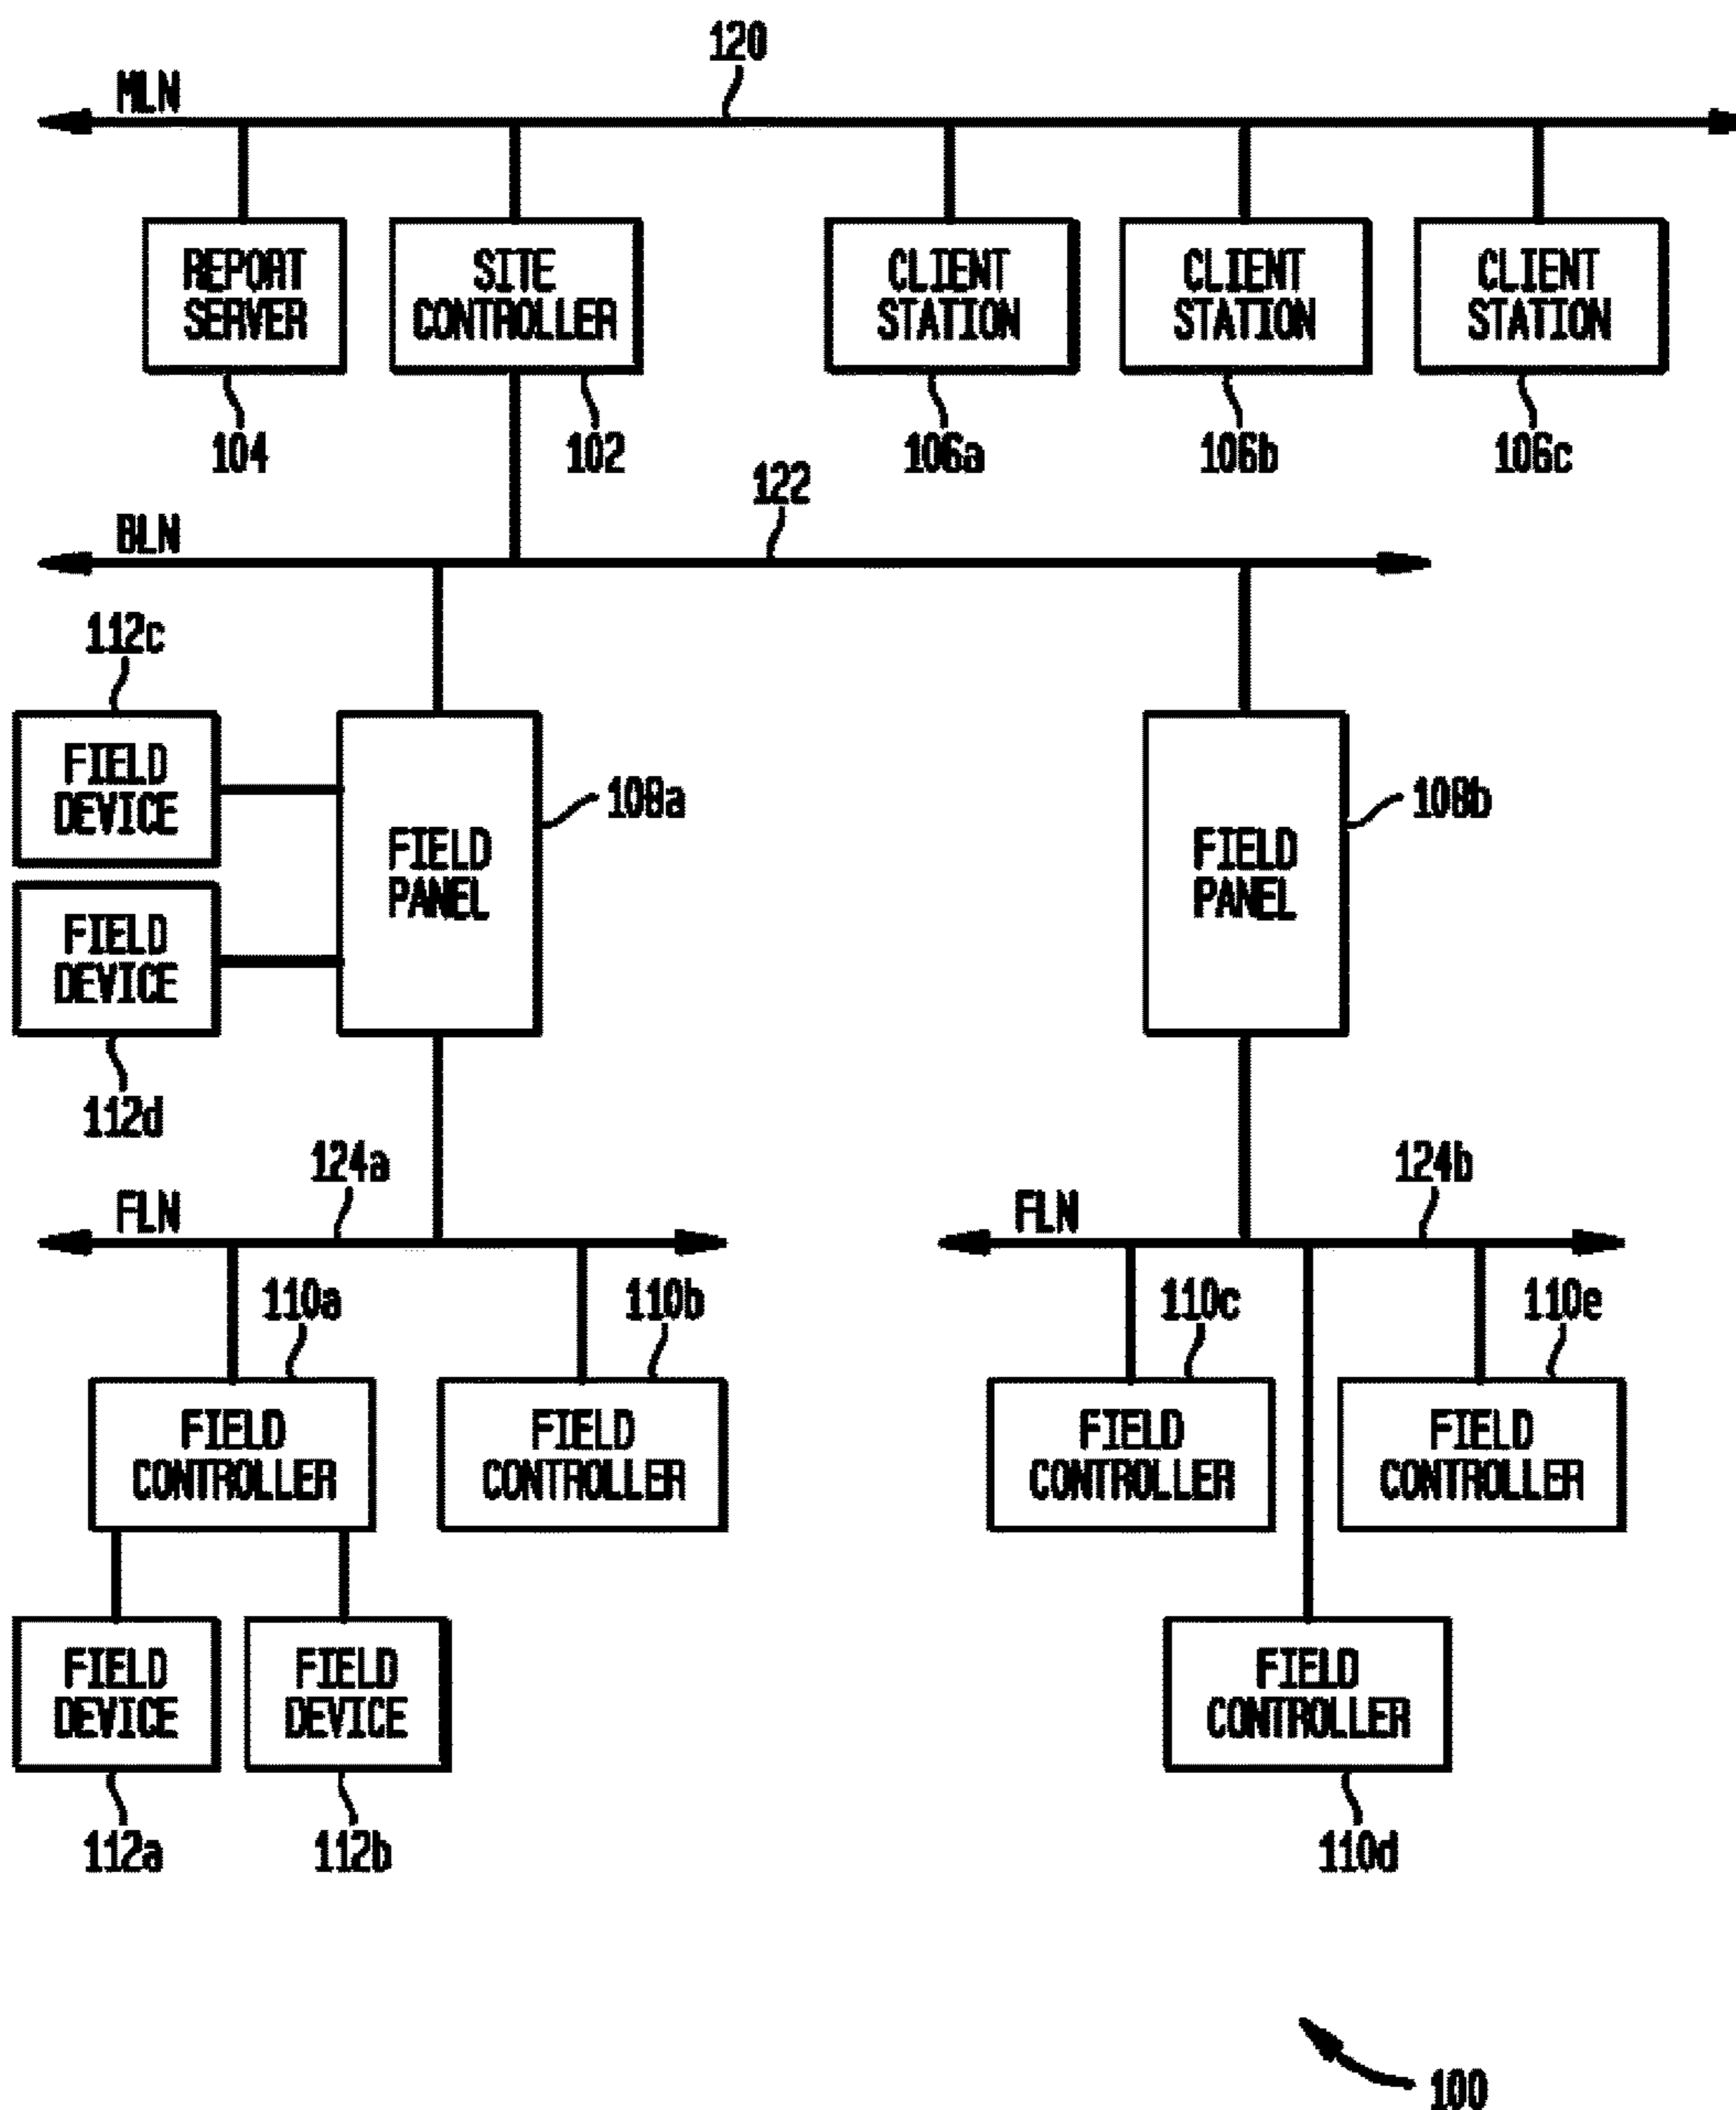 120
MLN
REPORT
SERVER
SITE
CONTROLLER
CLIENT
STATION
CLIENT
STATION
CLIENT
STATION
104
102
106a
106b
106c
122
BLN
112c
FIELD
DEVICE
108a
FIELD
PANEL
108b
FIELD
PANEL
FIELD
DEVICE
112d
124a
FLN
124b
FLN
110a
110b
110c
110e
FIELD
CONTROLLER
FIELD
CONTROLLER
FIELD
CONTROLLER
FIELD
CONTROLLER
FIELD
DEVICE
FIELD
DEVICE
FIELD
CONTROLLER
112a
112b
110d
100